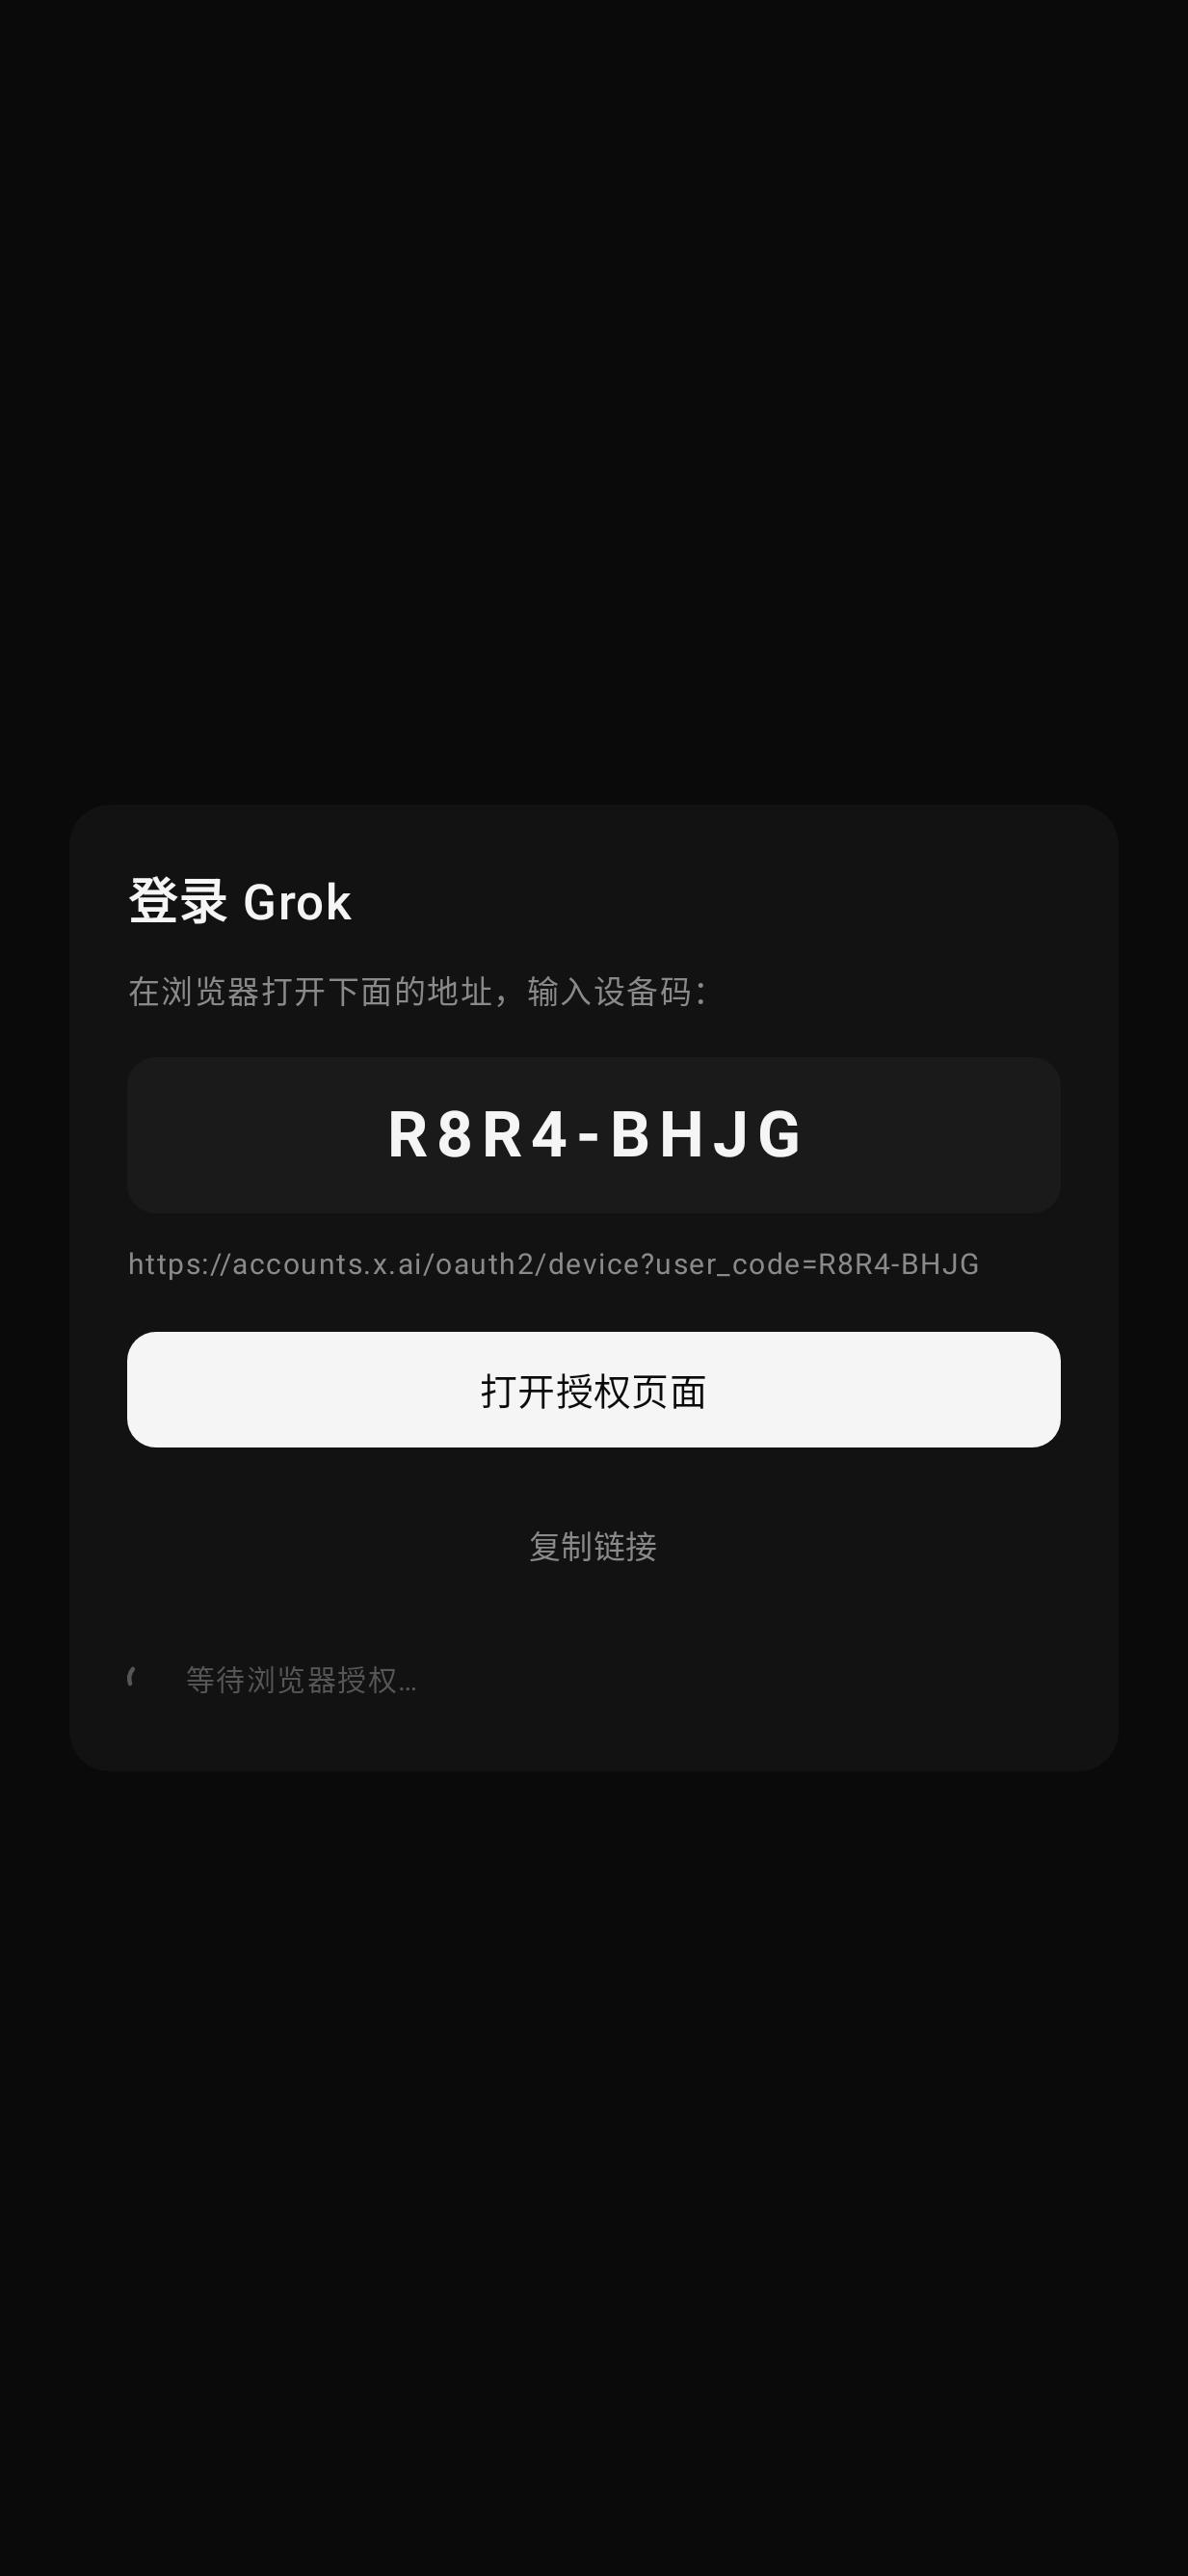 登录 Grok
在浏览器打开下面的地址，输入设备码：
R8R4-BHJG
https://accounts.x.ai/oauth2/device?user_code=R8R4-BHJG
打开授权页面
复制链接
等待浏览器授权…